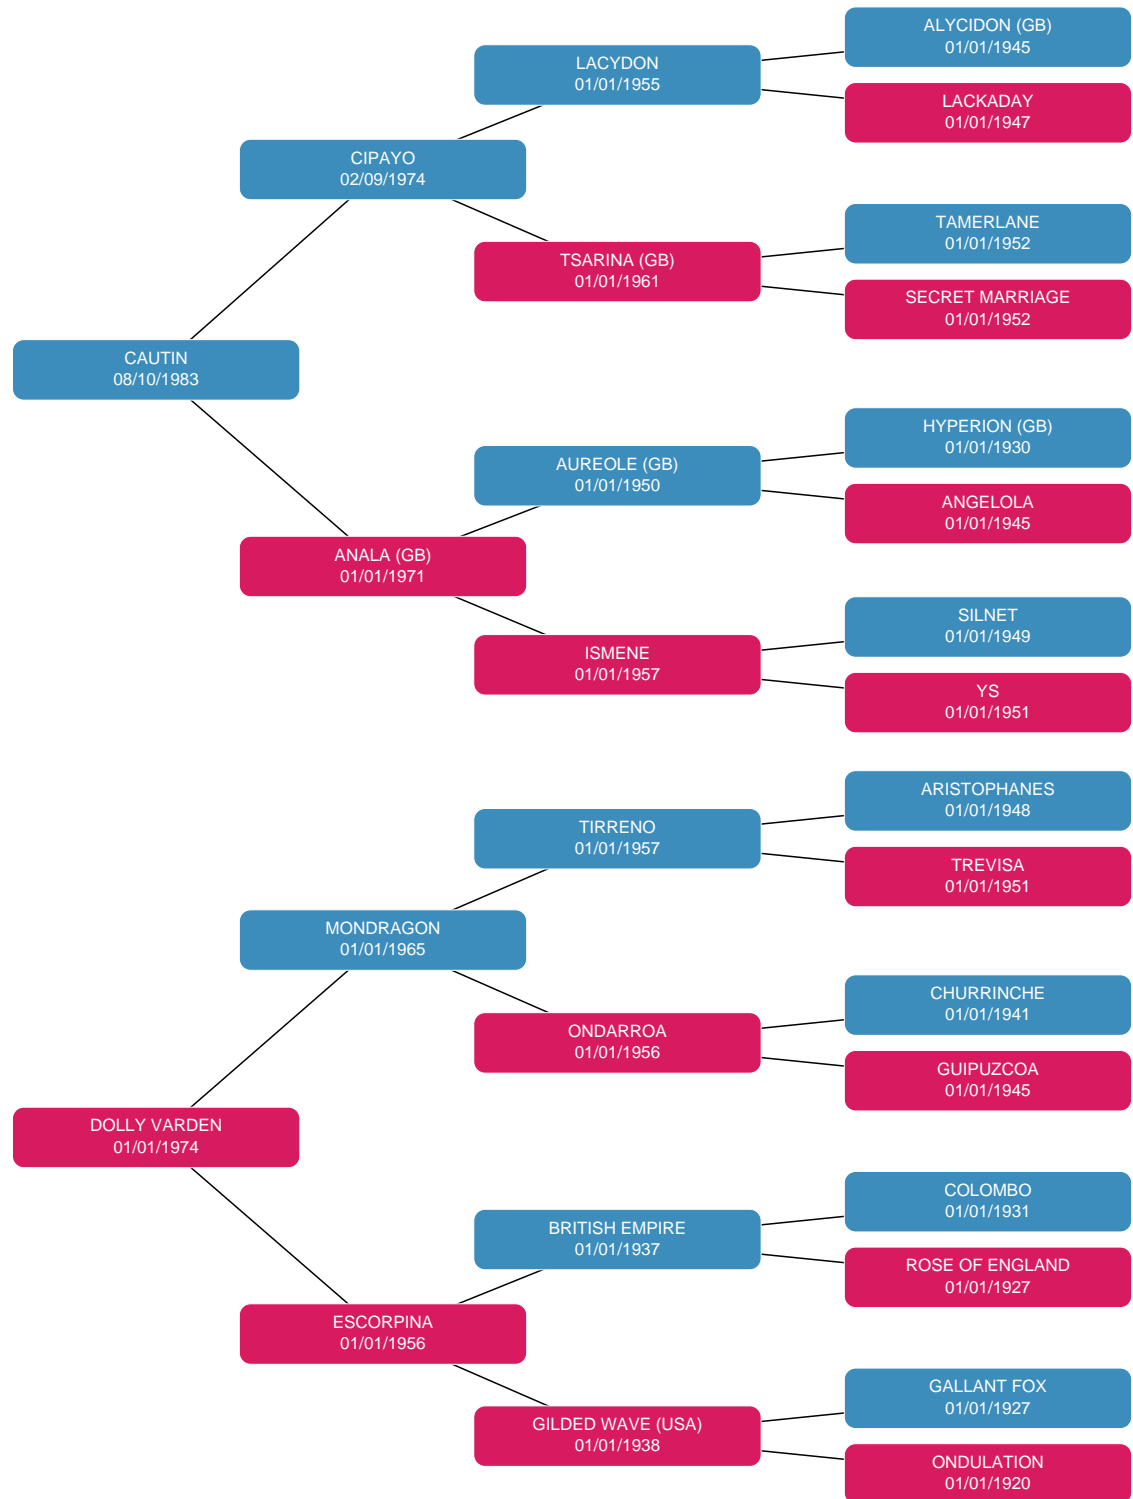 ALYCIDON (GB)
01/01/1945
LACYDON
01/01/1955
LACKADAY
01/01/1947
CIPAYO
02/09/1974
TAMERLANE
01/01/1952
TSARINA (GB)
01/01/1961
SECRET MARRIAGE
01/01/1952
CAUTIN
08/10/1983
HYPERION (GB)
01/01/1930
AUREOLE (GB)
01/01/1950
ANGELOLA
01/01/1945
ANALA (GB)
01/01/1971
SILNET
01/01/1949
ISMENE
01/01/1957
YS
01/01/1951
ARISTOPHANES
01/01/1948
TIRRENO
01/01/1957
TREVISA
01/01/1951
MONDRAGON
01/01/1965
CHURRINCHE
01/01/1941
ONDARROA
01/01/1956
GUIPUZCOA
01/01/1945
DOLLY VARDEN
01/01/1974
COLOMBO
01/01/1931
BRITISH EMPIRE
01/01/1937
ROSE OF ENGLAND
01/01/1927
ESCORPINA
01/01/1956
GALLANT FOX
01/01/1927
GILDED WAVE (USA)
01/01/1938
ONDULATION
01/01/1920